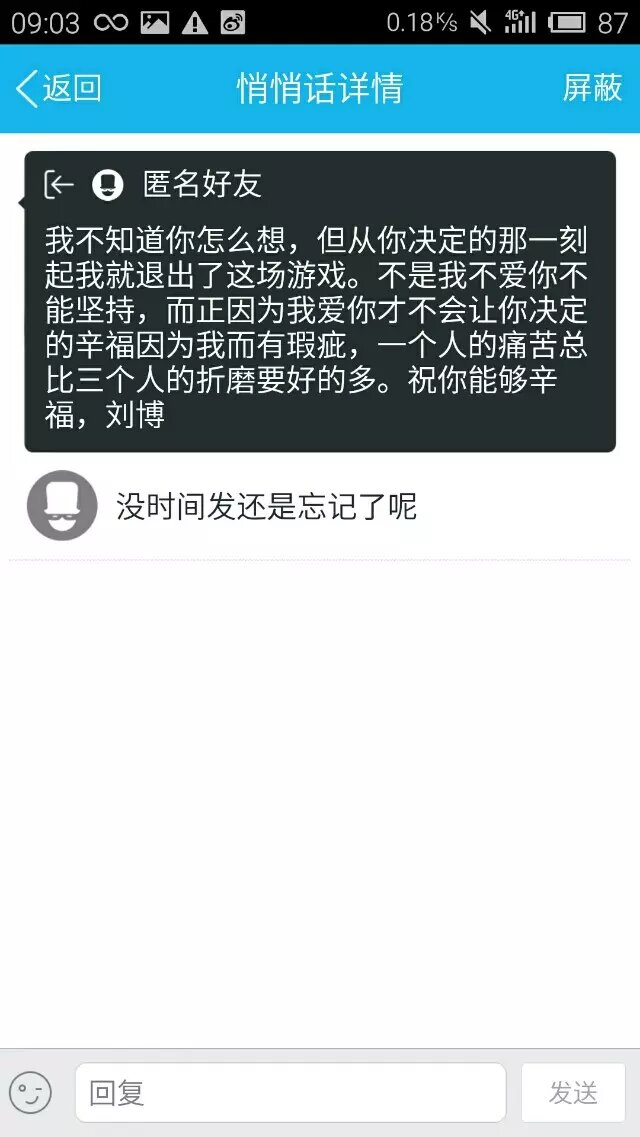 09:03 0.18K/s 4G+ 87
返回 悄悄话详情 屏蔽
匿名好友
我不知道你怎么想，但从你决定的那一刻
起我就退出了这场游戏。不是我不爱你不
能坚持，而正因为我爱你才不会让你决定
的辛福因为我而有瑕疵，一个人的痛苦总
比三个人的折磨要好的多。祝你能够辛
福，刘博
没时间发还是忘记了呢
回复 发送